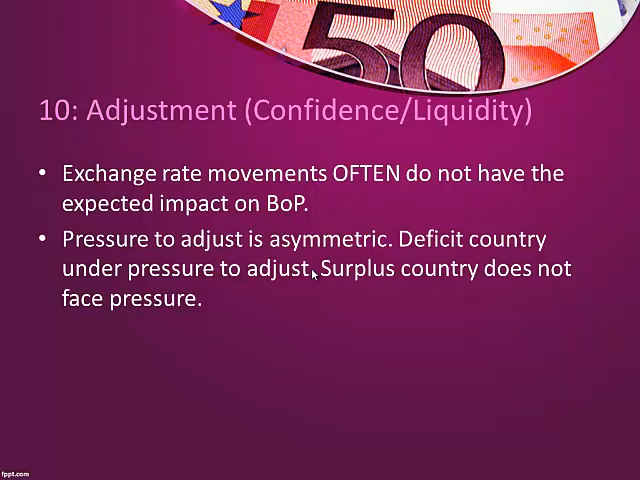 50
10: Adjustment (Confidence/Liquidity)
• Exchange rate movements OFTEN do not have the
expected impact on BoP.
• Pressure to adjust is asymmetric. Deficit country
under pressure to adjust. Surplus country does not
face pressure.
fppt.com